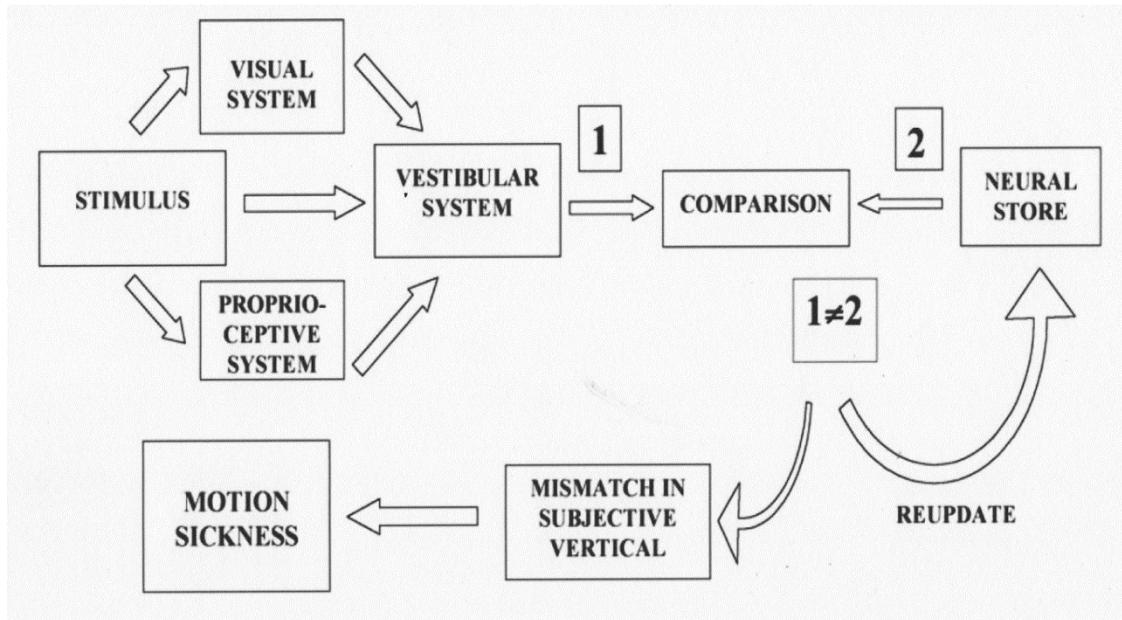 VISUAL
SYSTEM
STIMULUS
VESTIBULAR
SYSTEM
PROPRIO-
CEPTIVE
SYSTEM
1
COMPARISON
2
NEURAL
STORE
1≠2
REUPDATE
MISMATCH IN
SUBJECTIVE
VERTICAL
MOTION
SICKNESS